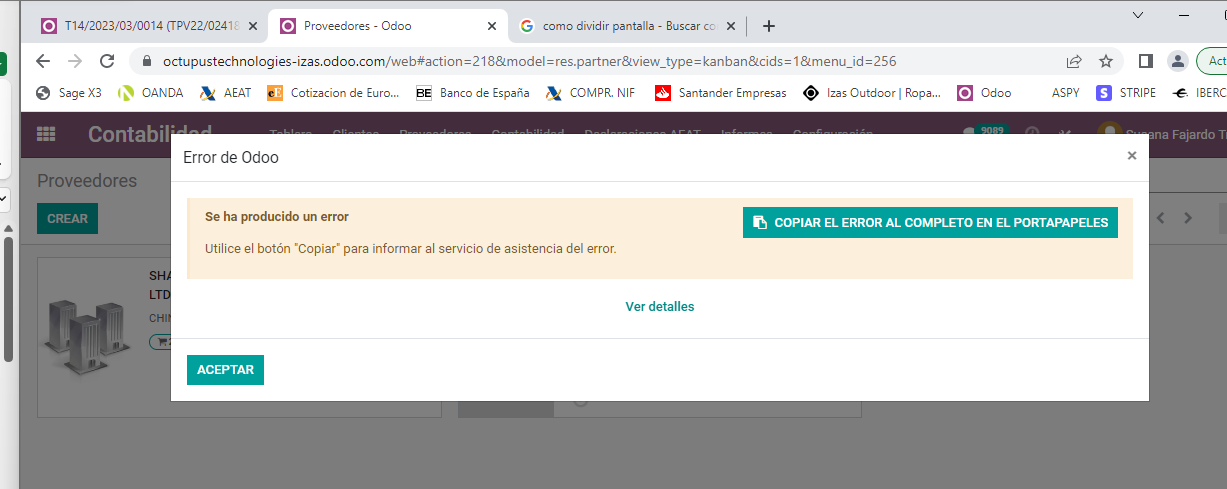 T14/2023/03/0014 (TPV22/02418
Proveedores - Odoo
como dividir pantalla - Buscar co
octupustechnologies-izas.odoo.com/web#action=218&model=res.partner&view_type=kanban&cids=1&menu_id=256
Act
Sage X3
OANDA
AEAT
Cotizacion de Euro...
BE Banco de España
COMPR. NIF
Santander Empresas
Izas Outdoor | Ropa...
Odoo
ASPY
STRIPE
IBERC
Contabilidad
Tablero Clientes Proveedores Contabilidad Declaraciones AEAT Informes Configuración
9089
Susana Fajardo Tr
Proveedores
CREAR
Error de Odoo
Se ha producido un error
COPIAR EL ERROR AL COMPLETO EN EL PORTAPAPELES
Utilice el botón "Copiar" para informar al servicio de asistencia del error.
Ver detalles
ACEPTAR
SHA
LTD
CHIN